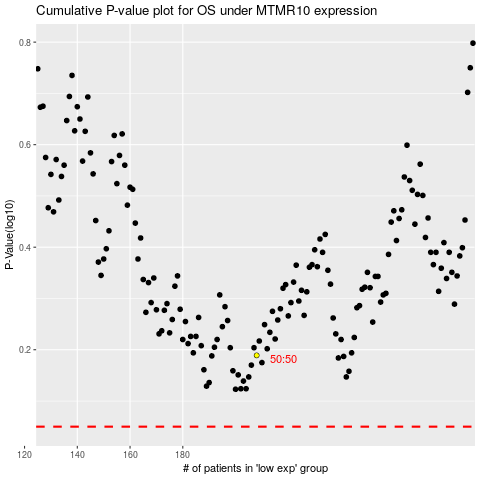 Cumulative P-value plot for OS under MTMR10 expression
P-Value(log10)
0.8
0.6
0.4
0.2
50:50
120 140 160 180
# of patients in 'low exp' group